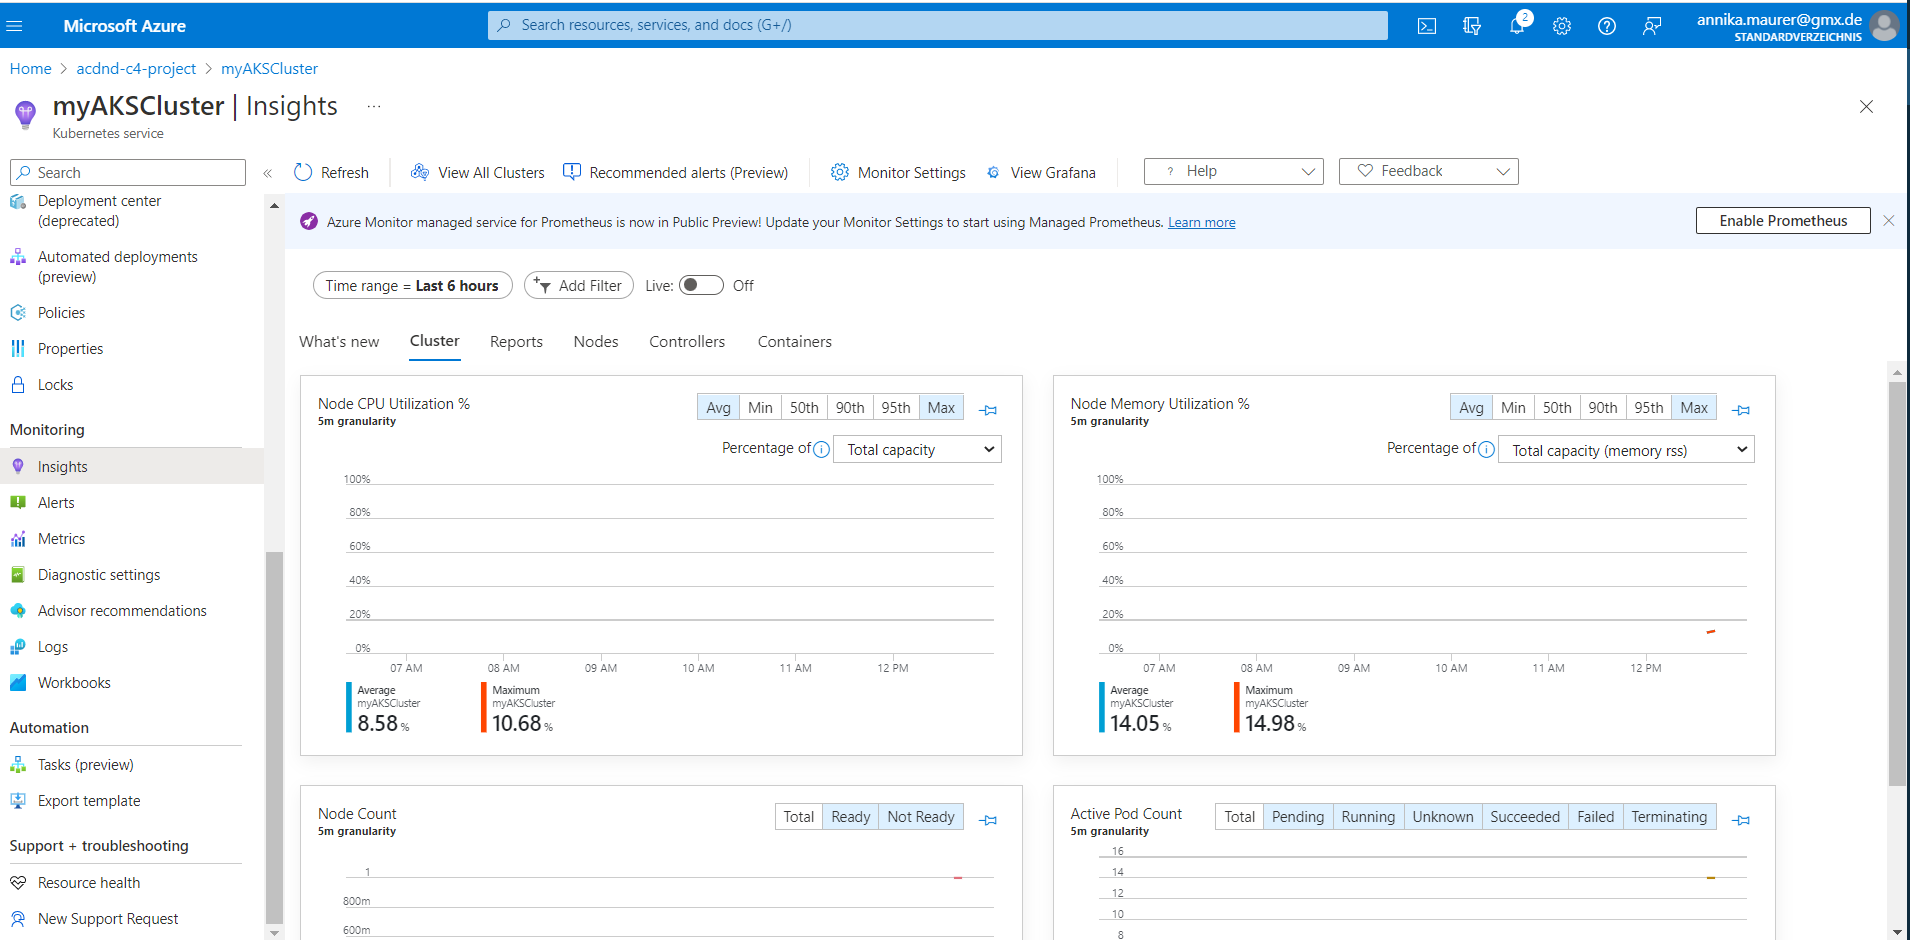 Microsoft Azure
Search resources, services, and docs (G+/)
2
annika.maurer@gmx.de
STANDARDVERZEICHNIS
Home > acdnd-c4-project > myAKSCluster
myAKSCluster | Insights ...
Kubernetes service
Search
«
Refresh
View All Clusters
Recommended alerts (Preview)
Monitor Settings
View Grafana
? Help
Feedback
Deployment center
(deprecated)
Automated deployments
(preview)
Policies
Properties
Locks
Monitoring
Insights
Alerts
Metrics
Diagnostic settings
Advisor recommendations
Logs
Workbooks
Automation
Tasks (preview)
Export template
Support + troubleshooting
Resource health
New Support Request
Azure Monitor managed service for Prometheus is now in Public Preview! Update your Monitor Settings to start using Managed Prometheus. Learn more
Enable Prometheus
Time range = Last 6 hours
Add Filter
Live: Off
What's new Cluster Reports Nodes Controllers Containers
Node CPU Utilization %
5m granularity
Avg Min 50th 90th 95th Max
Percentage of Total capacity
100%
80%
60%
40%
20%
0%
07 AM 08 AM 09 AM 10 AM 11 AM 12 PM
Average
myAKSCluster
8.58 %
Maximum
myAKSCluster
10.68 %
Node Memory Utilization %
5m granularity
Avg Min 50th 90th 95th Max
Percentage of Total capacity (memory rss)
100%
80%
60%
40%
20%
0%
07 AM 08 AM 09 AM 10 AM 11 AM 12 PM
Average
myAKSCluster
14.05 %
Maximum
myAKSCluster
14.98 %
Node Count
5m granularity
Total Ready Not Ready
1
800m
600m
Active Pod Count
5m granularity
Total Pending Running Unknown Succeeded Failed Terminating
16
14
12
10
8